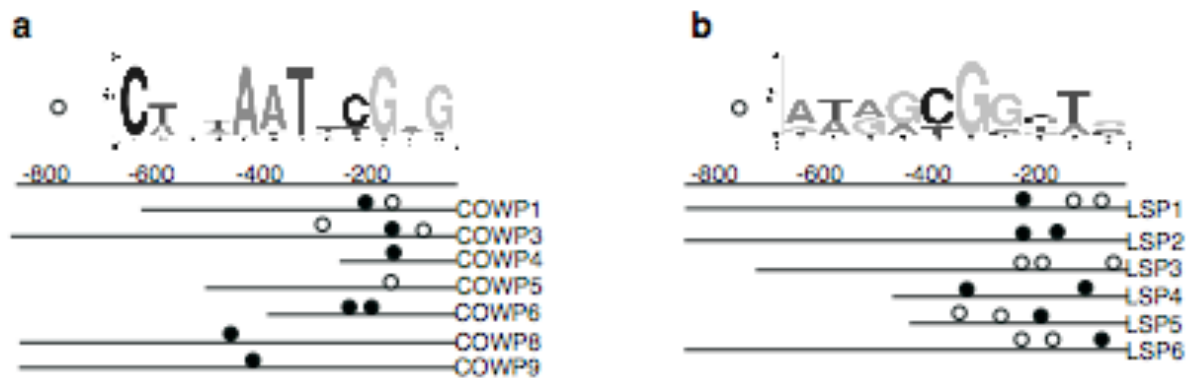 a
b
-800 -600 -400 -200
COWP1
COWP3
COWP4
COWP5
COWP6
COWP8
COWP9
-800 -600 -400 -200
LSP1
LSP2
LSP3
LSP4
LSP5
LSP6